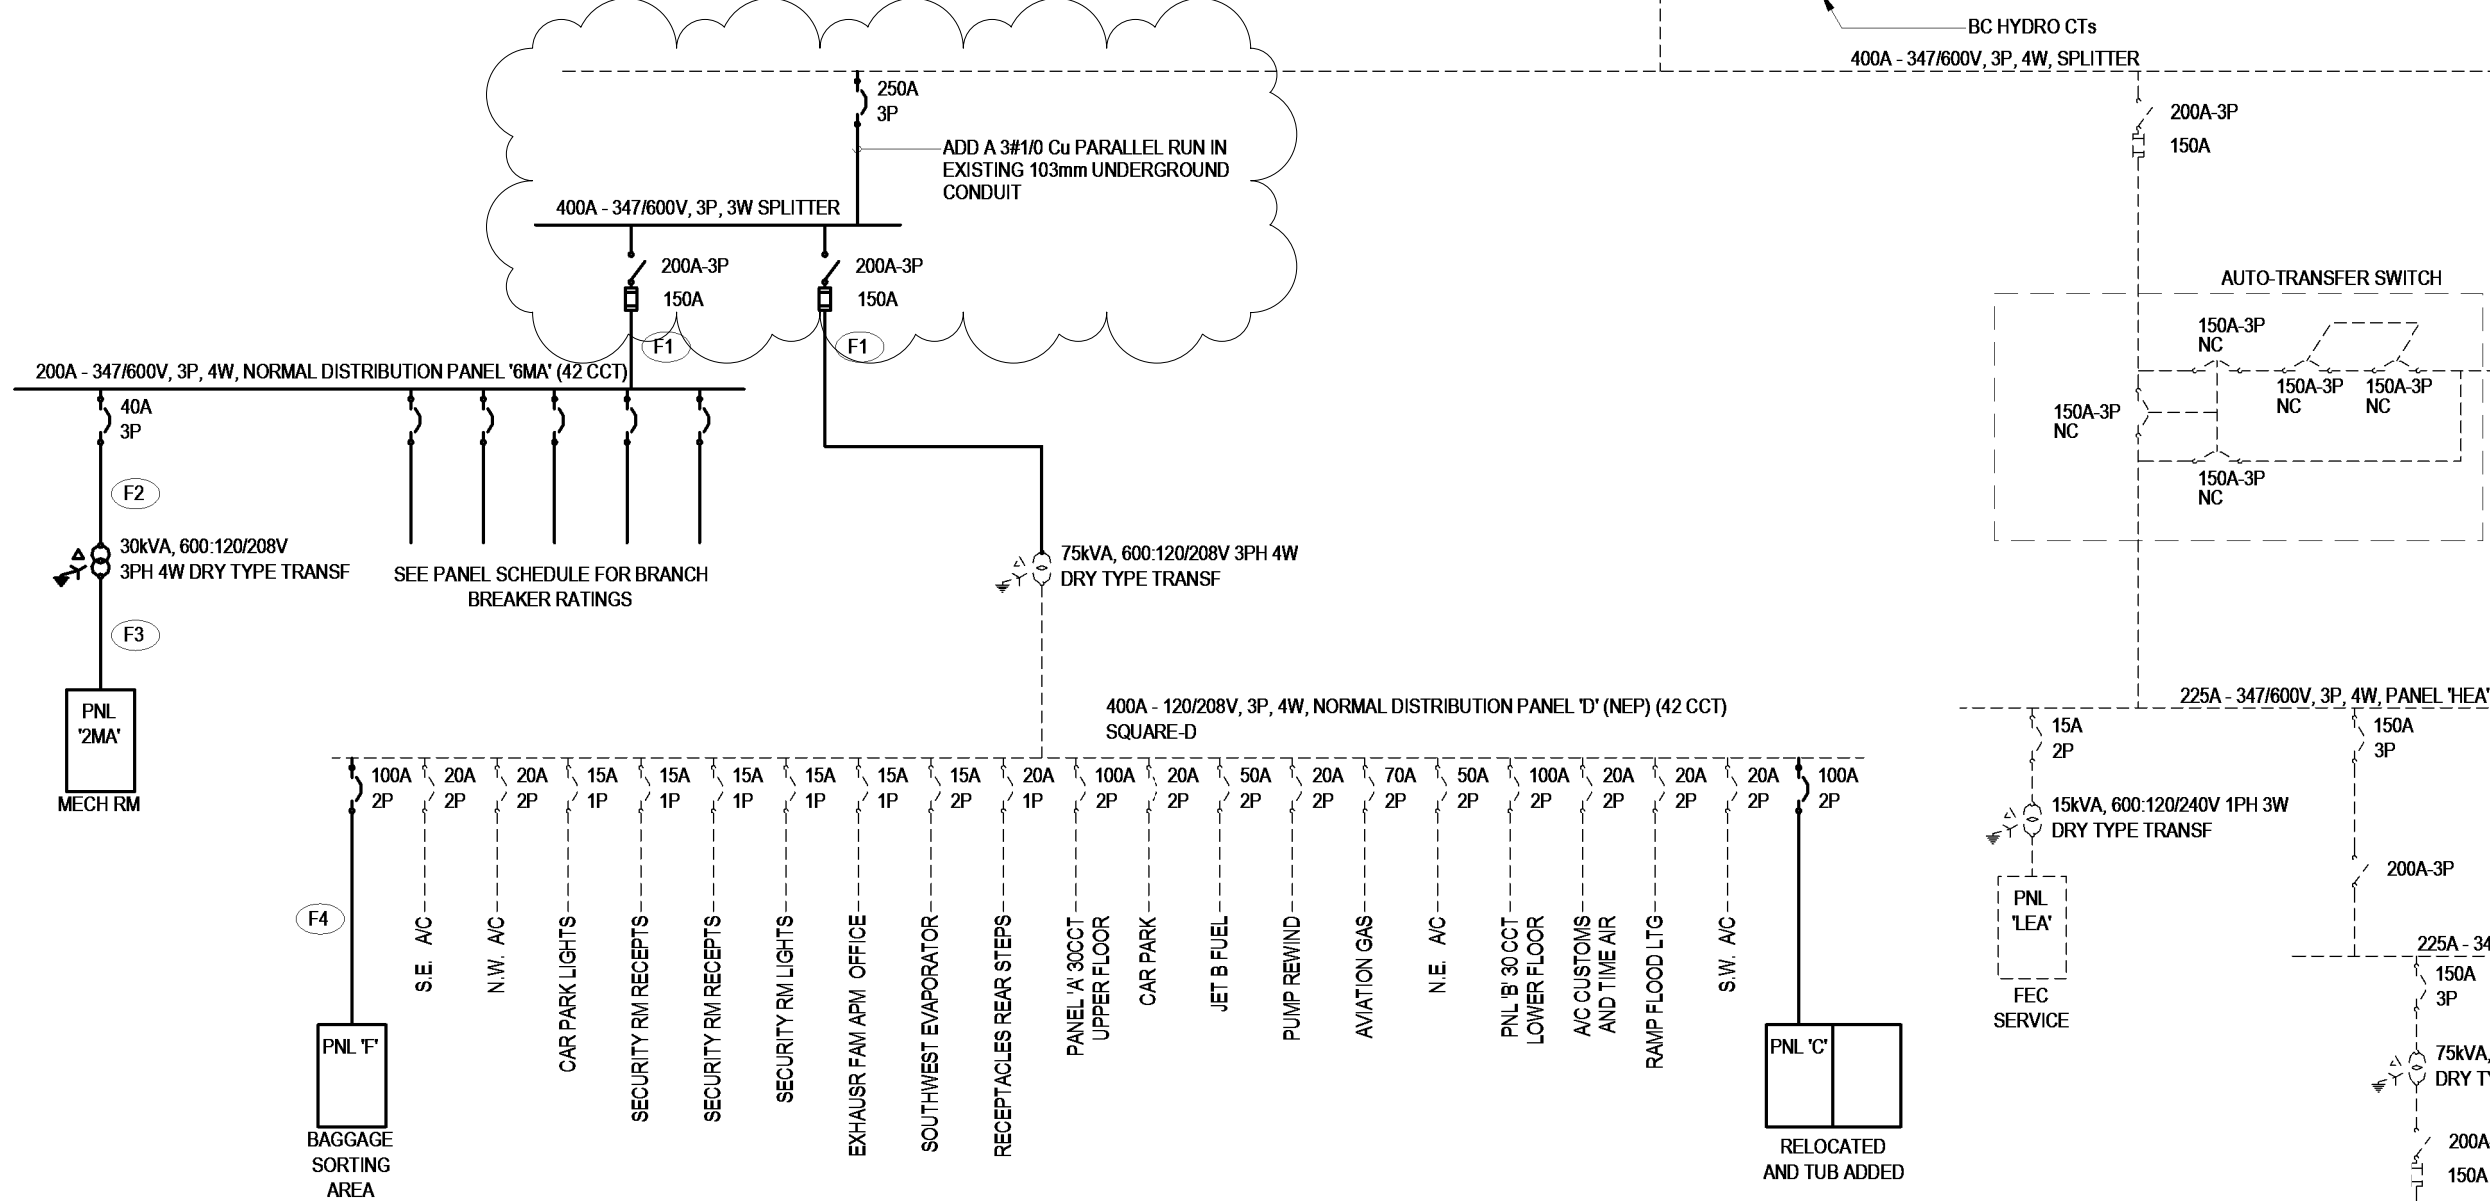 BC HYDRO CTs
400A - 347/600V, 3P, 4W, SPLITTER
250A
3P
200A-3P
150A
ADD A 3#1/0 Cu PARALLEL RUN IN
EXISTING 103mm UNDERGROUND
CONDUIT
400A - 347/600V, 3P, 3W SPLITTER
200A-3P
150A
200A-3P
150A
F1
F1
AUTO-TRANSFER SWITCH
150A-3P
NC
150A-3P
NC
150A-3P
NC
150A-3P
NC
150A-3P
NC
200A - 347/600V, 3P, 4W, NORMAL DISTRIBUTION PANEL '6MA' (42 CCT)
40A
3P
F2
30kVA, 600:120/208V
3PH 4W DRY TYPE TRANSF
SEE PANEL SCHEDULE FOR BRANCH
BREAKER RATINGS
F3
PNL
'2MA'
MECH RM
75kVA, 600:120/208V 3PH 4W
DRY TYPE TRANSF
400A - 120/208V, 3P, 4W, NORMAL DISTRIBUTION PANEL 'D' (NEP) (42 CCT)
SQUARE-D
100A
2P
20A
2P
20A
2P
15A
1P
15A
1P
15A
1P
15A
1P
15A
1P
15A
2P
20A
1P
100A
2P
20A
2P
50A
2P
20A
2P
70A
2P
50A
2P
100A
2P
20A
2P
20A
2P
20A
2P
100A
2P
F4
PNL 'F'
BAGGAGE
SORTING
AREA
S.E. A/C
N.W. A/C
CAR PARK LIGHTS
SECURITY RM RECEPTS
SECURITY RM RECEPTS
SECURITY RM LIGHTS
EXHAUSR FAM APM OFFICE
SOUTHWEST EVAPORATOR
RECEPTACLES REAR STEPS
PANEL 'A' 30CCT
UPPER FLOOR
CAR PARK
JET B FUEL
PUMP REWIND
AVIATION GAS
N.E. A/C
PNL 'B' 30 CCT
LOWER FLOOR
A/C CUSTOMS
AND TIME AIR
RAMP FLOOD LTG
S.W. A/C
PNL 'C'
RELOCATED
AND TUB ADDED
225A - 347/600V, 3P, 4W, PANEL 'HEA'
15A
2P
15kVA, 600:120/240V 1PH 3W
DRY TYPE TRANSF
PNL
'LEA'
FEC
SERVICE
150A
3P
200A-3P
225A - 34
150A
3P
75kVA,
DRY T
200A
150A